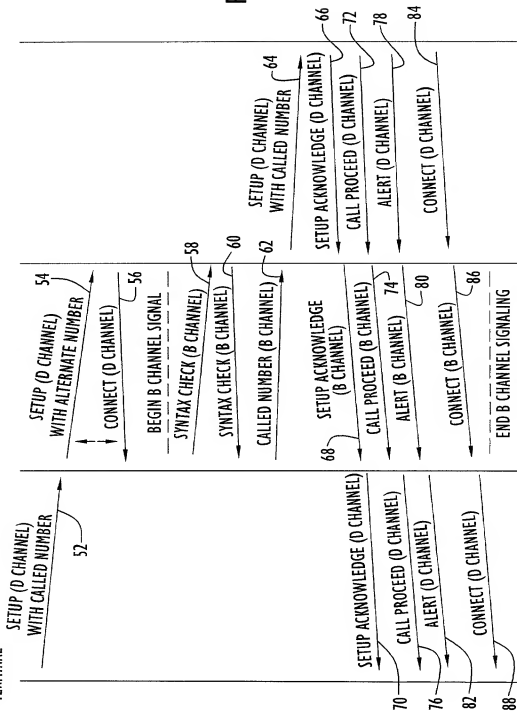 SETUP (D CHANNEL)
WITH CALLED NUMBER
52
SETUP (D CHANNEL)
WITH ALTERNATE NUMBER
54
CONNECT (D CHANNEL)
56
BEGIN B CHANNEL SIGNAL
SYNTAX CHECK (B CHANNEL)
58
SYNTAX CHECK (B CHANNEL)
60
CALLED NUMBER (B CHANNEL)
62
SETUP (D CHANNEL)
WITH CALLED NUMBER
64
SETUP ACKNOWLEDGE (D CHANNEL)
66
SETUP ACKNOWLEDGE
(B CHANNEL)
68
SETUP ACKNOWLEDGE (D CHANNEL)
70
CALL PROCEED (D CHANNEL)
72
CALL PROCEED (B CHANNEL)
74
CALL PROCEED (D CHANNEL)
76
ALERT (D CHANNEL)
78
ALERT (B CHANNEL)
80
ALERT (D CHANNEL)
82
CONNECT (D CHANNEL)
84
CONNECT (B CHANNEL)
86
CONNECT (D CHANNEL)
88
END B CHANNEL SIGNALING